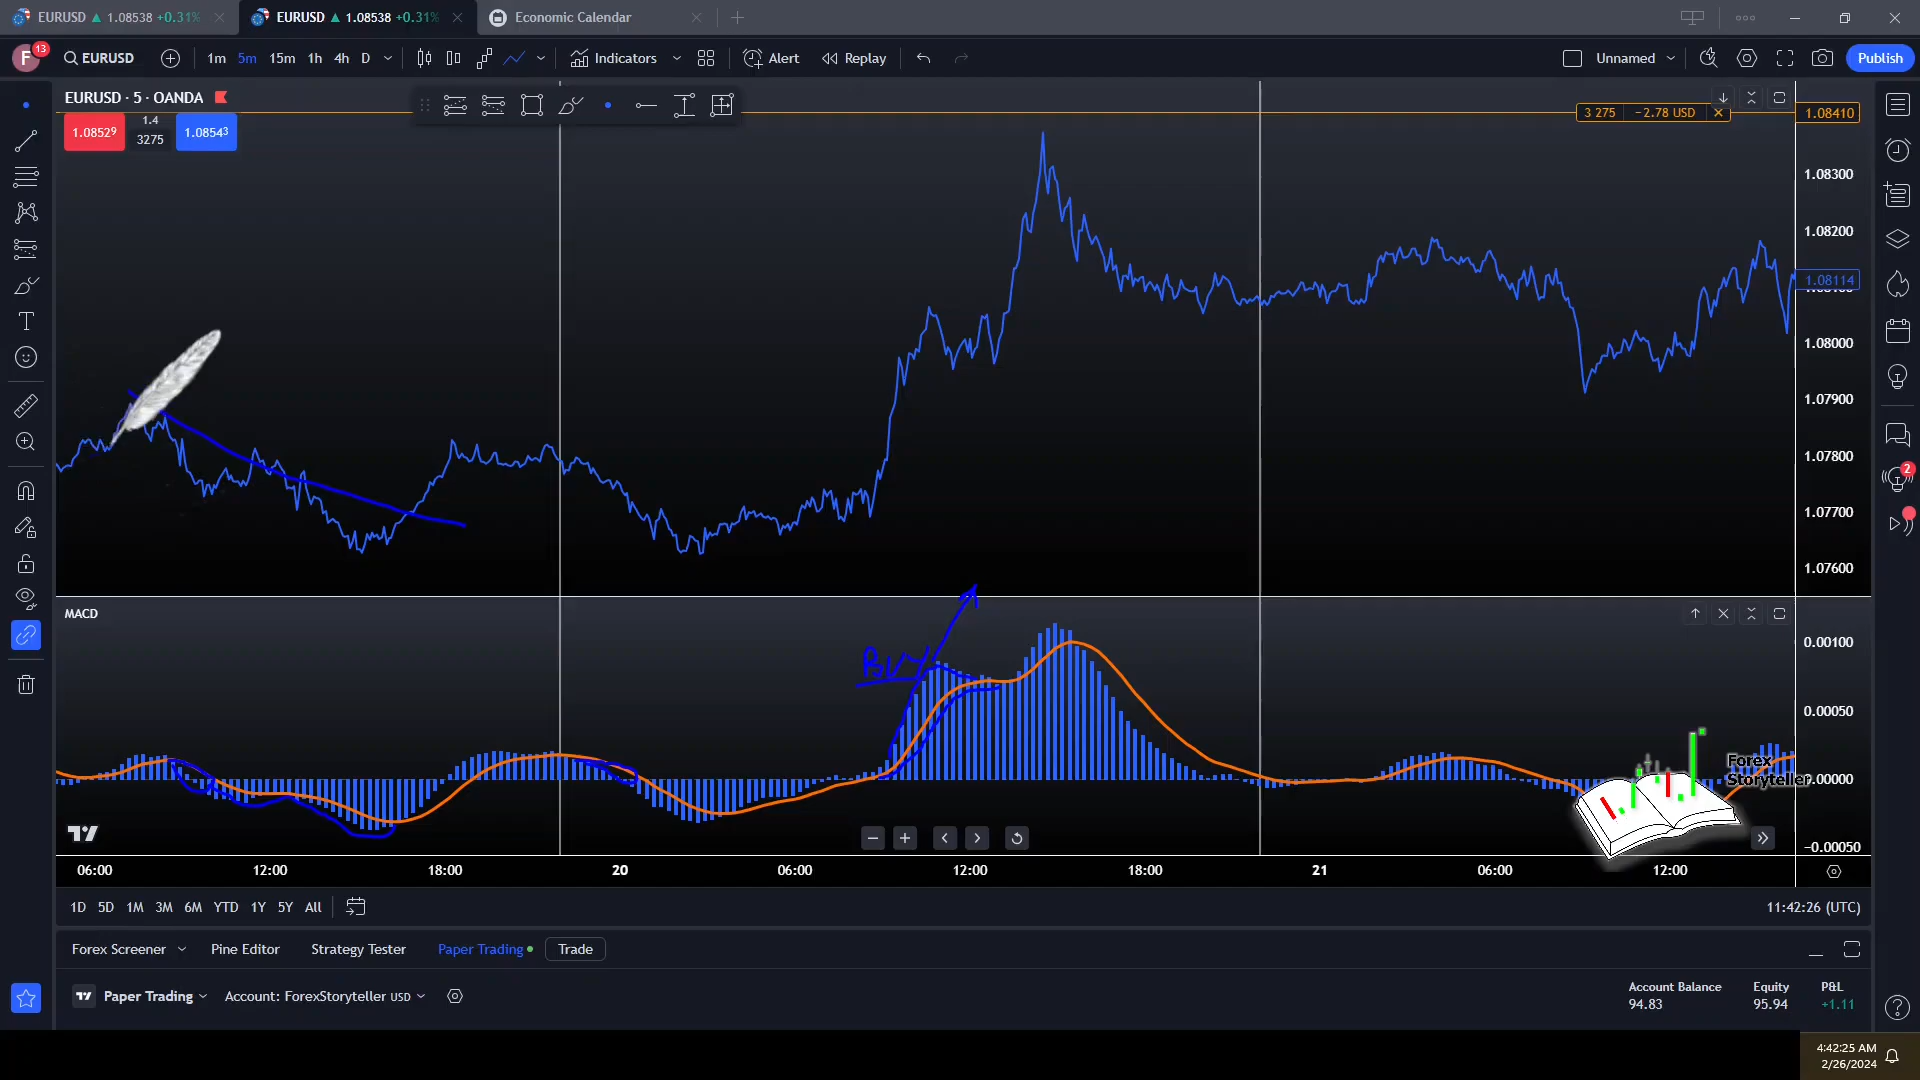 EURUSD ▲ 1.08538 +0.31%
EURUSD ▲ 1.08538 +0.31%
Economic Calendar
F
13
EURUSD
1m
5m
15m
1h
4h
D
Indicators
Alert
Replay
Unnamed
Publish
EURUSD · 5 · OANDA
1.08529
1.4
3275
1.08543
3 275
−2.78 USD
1.08410
1.08300
1.08200
1.08114
1.08000
1.07900
1.07800
1.07700
1.07600
2
MACD
BUY
0.00100
0.00050
0.00000
−0.00050
Forex
Storyteller
06:00
12:00
18:00
20
06:00
12:00
18:00
21
06:00
12:00
1D
5D
1M
3M
6M
YTD
1Y
5Y
All
11:42:26 (UTC)
Forex Screener
Pine Editor
Strategy Tester
Paper Trading
Trade
Paper Trading
Account: ForexStoryteller USD
Account Balance
94.83
Equity
95.94
P&L
+1.11
4:42:25 AM
2/26/2024